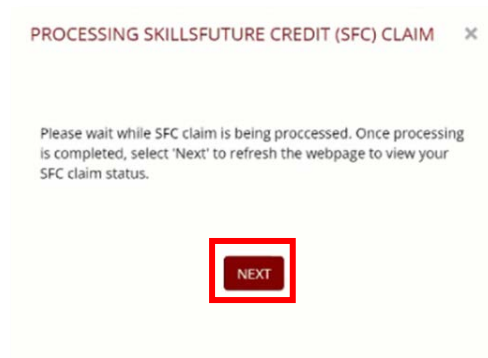 PROCESSING SKILLSFUTURE CREDIT (SFC) CLAIM ×
Please wait while SFC claim is being proccessed. Once processing
is completed, select 'Next' to refresh the webpage to view your
SFC claim status.
NEXT